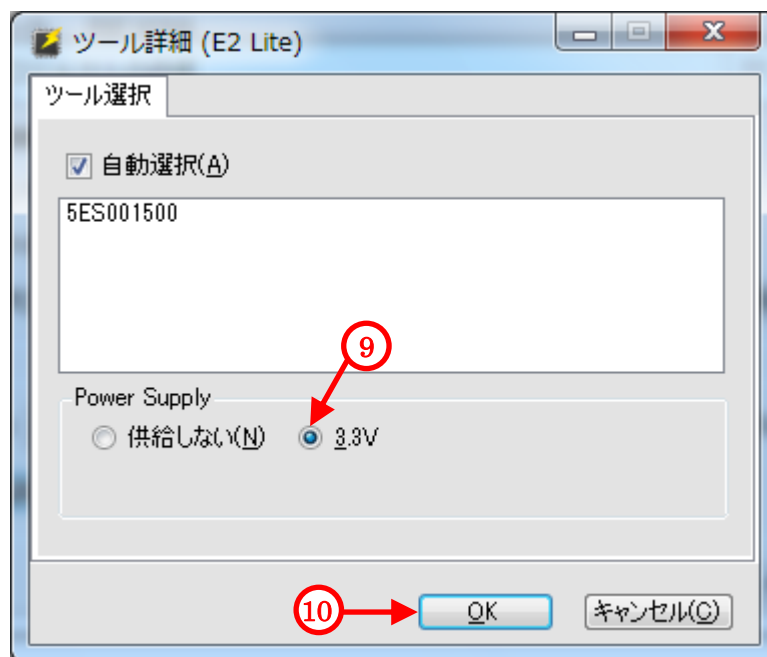 ツール詳細 (E2 Lite)
ツール選択
自動選択(A)
5ES001500
9
Power Supply
供給しない(N) 3.3V
10 OK キャンセル(C)